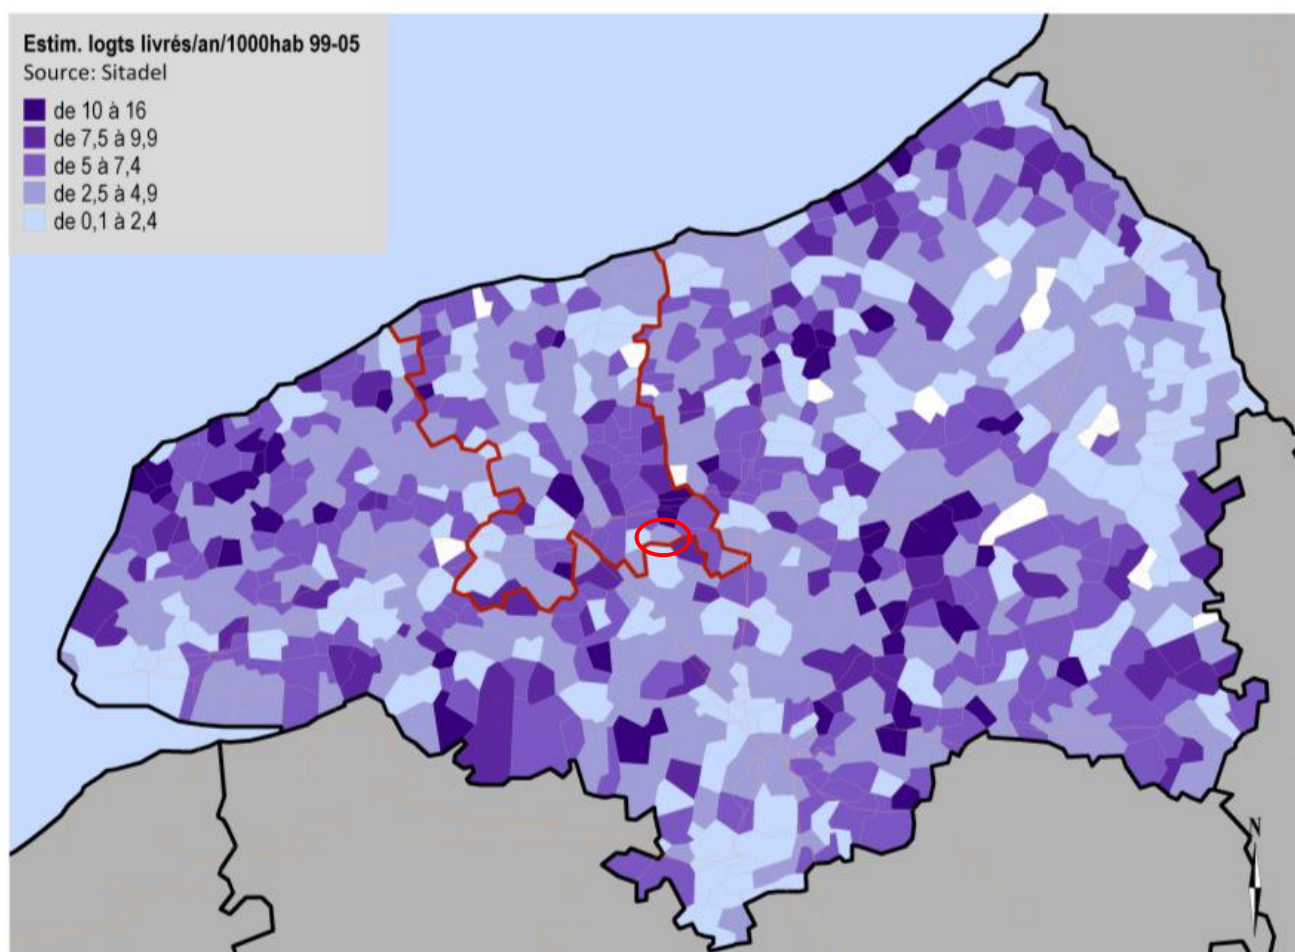 Estim. logts livrés/an/1000hab 99-05
Source: Sitadel
de 10 à 16
de 7,5 à 9,9
de 5 à 7,4
de 2,5 à 4,9
de 0,1 à 2,4
N